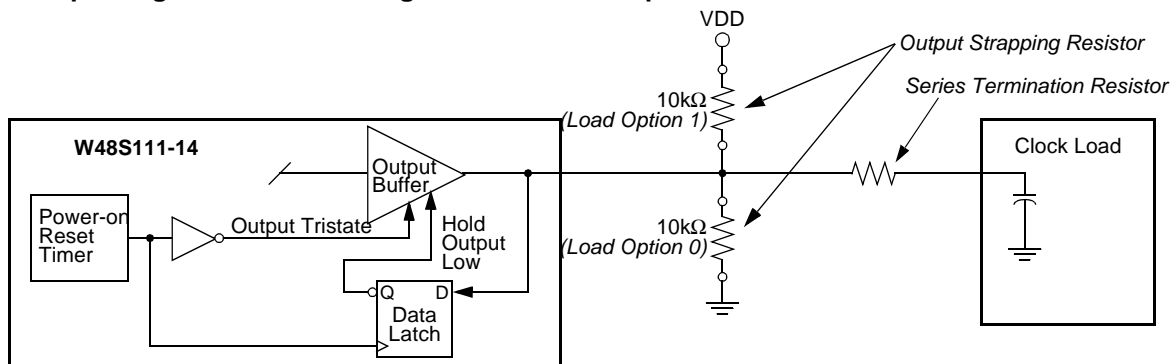 VDD
Output Strapping Resistor
Series Termination Resistor
10kΩ
(Load Option 1)
W48S111-14
Clock Load
Output
Buffer
Power-on
Reset
Timer
Output Tristate
Hold
Output
Low
10kΩ
(Load Option 0)
Q
D
Data
Latch